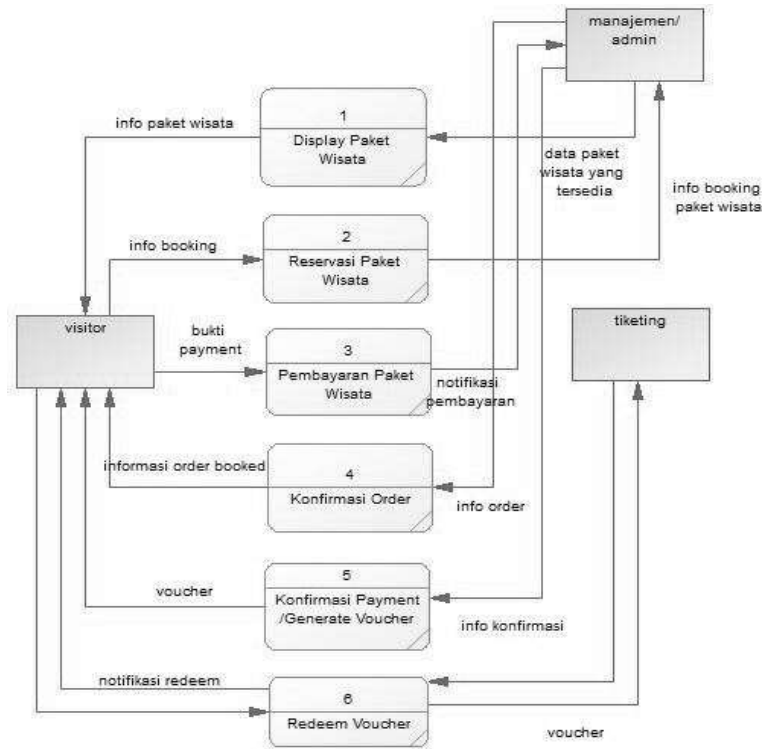 manajemen/
admin
1
Display Paket
Wisata
info paket wisata
data paket
wisata yang
tersedia
info booking
paket wisata
2
Reservasi Paket
Wisata
info booking
visitor
tiketing
bukti
payment
3
Pembayaran Paket
Wisata
notifikasi
pembayaran
informasi order booked
4
Konfirmasi Order
info order
5
Konfirmasi Payment
/Generate Voucher
voucher
info konfirmasi
notifikasi redeem
6
Redeem Voucher
voucher